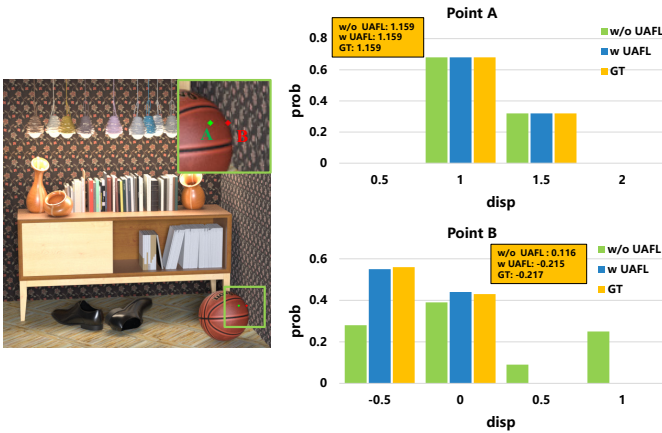 Point A
w/o UAFL: 1.159
w UAFL: 1.159
GT: 1.159
w/o UAFL
w UAFL
GT
prob
0.8
0.6
0.4
0.2
0
0.5 1 1.5 2
disp
A B
Point B
w/o UAFL : 0.116
w UAFL: -0.215
GT: -0.217
w/o UAFL
w UAFL
GT
prob
0.6
0.4
0.2
0
-0.5 0 0.5 1
disp